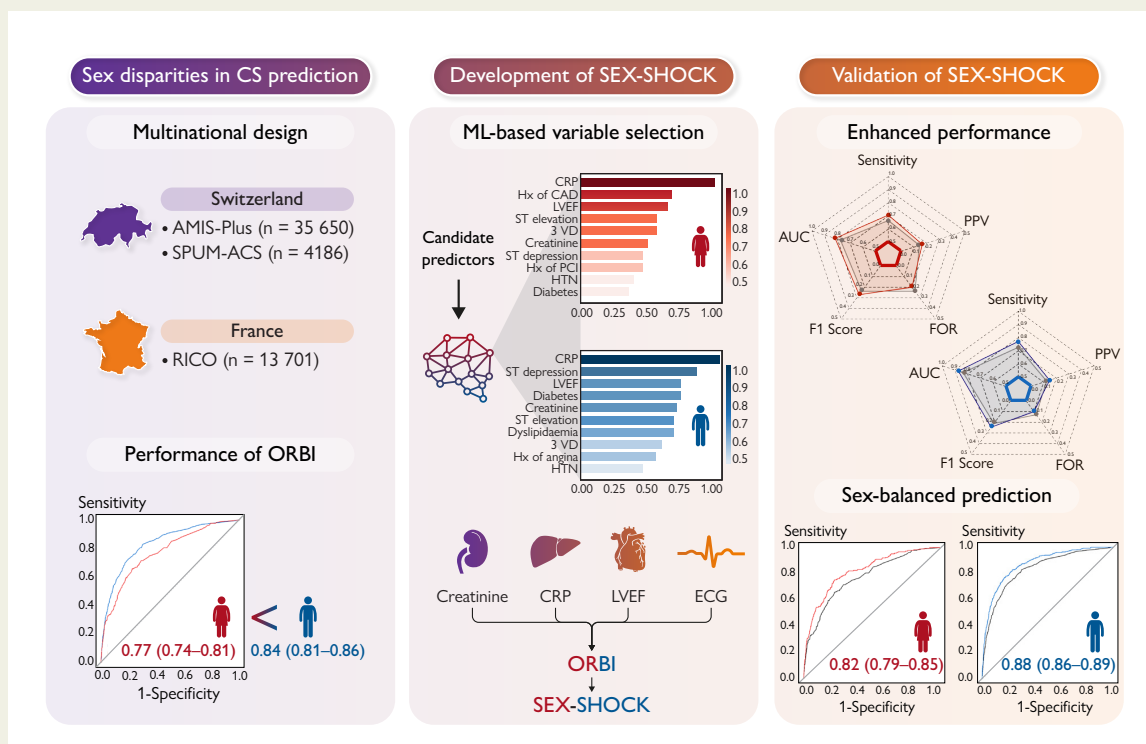 Sex disparities in CS prediction
Multinational design
Switzerland
• AMIS-Plus (n = 35 650)
• SPUM-ACS (n = 4186)
France
• RICO (n = 13 701)
Performance of ORBI
Sensitivity
1.0
0.8
0.6
0.4
0.2
0.0
0.0 0.2 0.4 0.6 0.8 1.0
1-Specificity
<
0.77 (0.74–0.81)
0.84 (0.81–0.86)
Development of SEX-SHOCK
ML-based variable selection
Candidate
predictors
CRP
Hx of CAD
LVEF
ST elevation
3 VD
Creatinine
ST depression
Hx of PCI
HTN
Diabetes
0.00 0.25 0.50 0.75 1.00
1.0
0.9
0.8
0.7
0.6
0.5
CRP
ST depression
LVEF
Diabetes
Creatinine
ST elevation
Dyslipidaemia
3 VD
Hx of angina
HTN
0.00 0.25 0.50 0.75 1.00
1.0
0.9
0.8
0.7
0.6
0.5
Creatinine CRP LVEF ECG
ORBI
SEX-SHOCK
Validation of SEX-SHOCK
Enhanced performance
Sensitivity
PPV
FOR
F1 Score
AUC
Sensitivity
PPV
FOR
F1 Score
AUC
Sex-balanced prediction
Sensitivity
1.0
0.8
0.6
0.4
0.2
0.0
0.0 0.2 0.4 0.6 0.8 1.0
1-Specificity
0.82 (0.79–0.85)
Sensitivity
1.0
0.8
0.6
0.4
0.2
0.0
0.0 0.2 0.4 0.6 0.8 1.0
1-Specificity
0.88 (0.86–0.89)